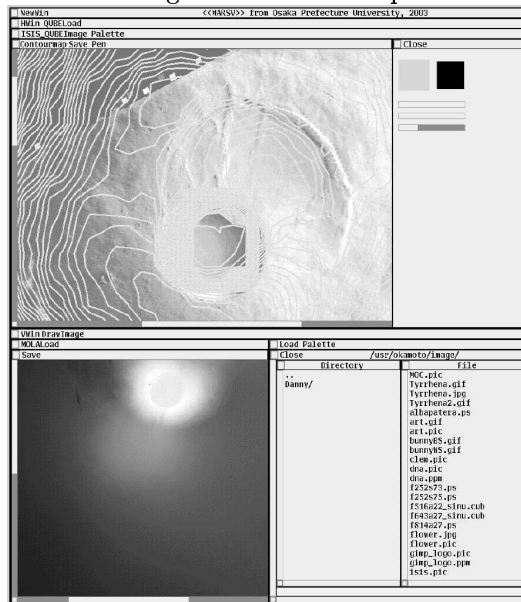 NewWin <<MARSV>> from Osaka Prefecture University, 2003
HWin QUBELoad
ISIS_QUBEImage Palette
Contourmap Save Pen
Close
VWin DrawImage
MOLALoad
Save
Load Palette
Close /usr/okamoto/image/
Directory
..
Danny/
File
MOC.pic
Tyrrhena.gif
Tyrrhena.jpg
Tyrrhena2.gif
albapatera.ps
art.gif
art.pic
bunnyBS.gif
bunnyWS.gif
clem.pic
dna.pic
dna.ppm
f252s73.ps
f252s75.ps
f516a22_sinu.cub
f643a27_sinu.cub
f814a27.ps
flower.jpg
flower.pic
gimp_logo.pic
gimp_logo.ppm
isis.pic